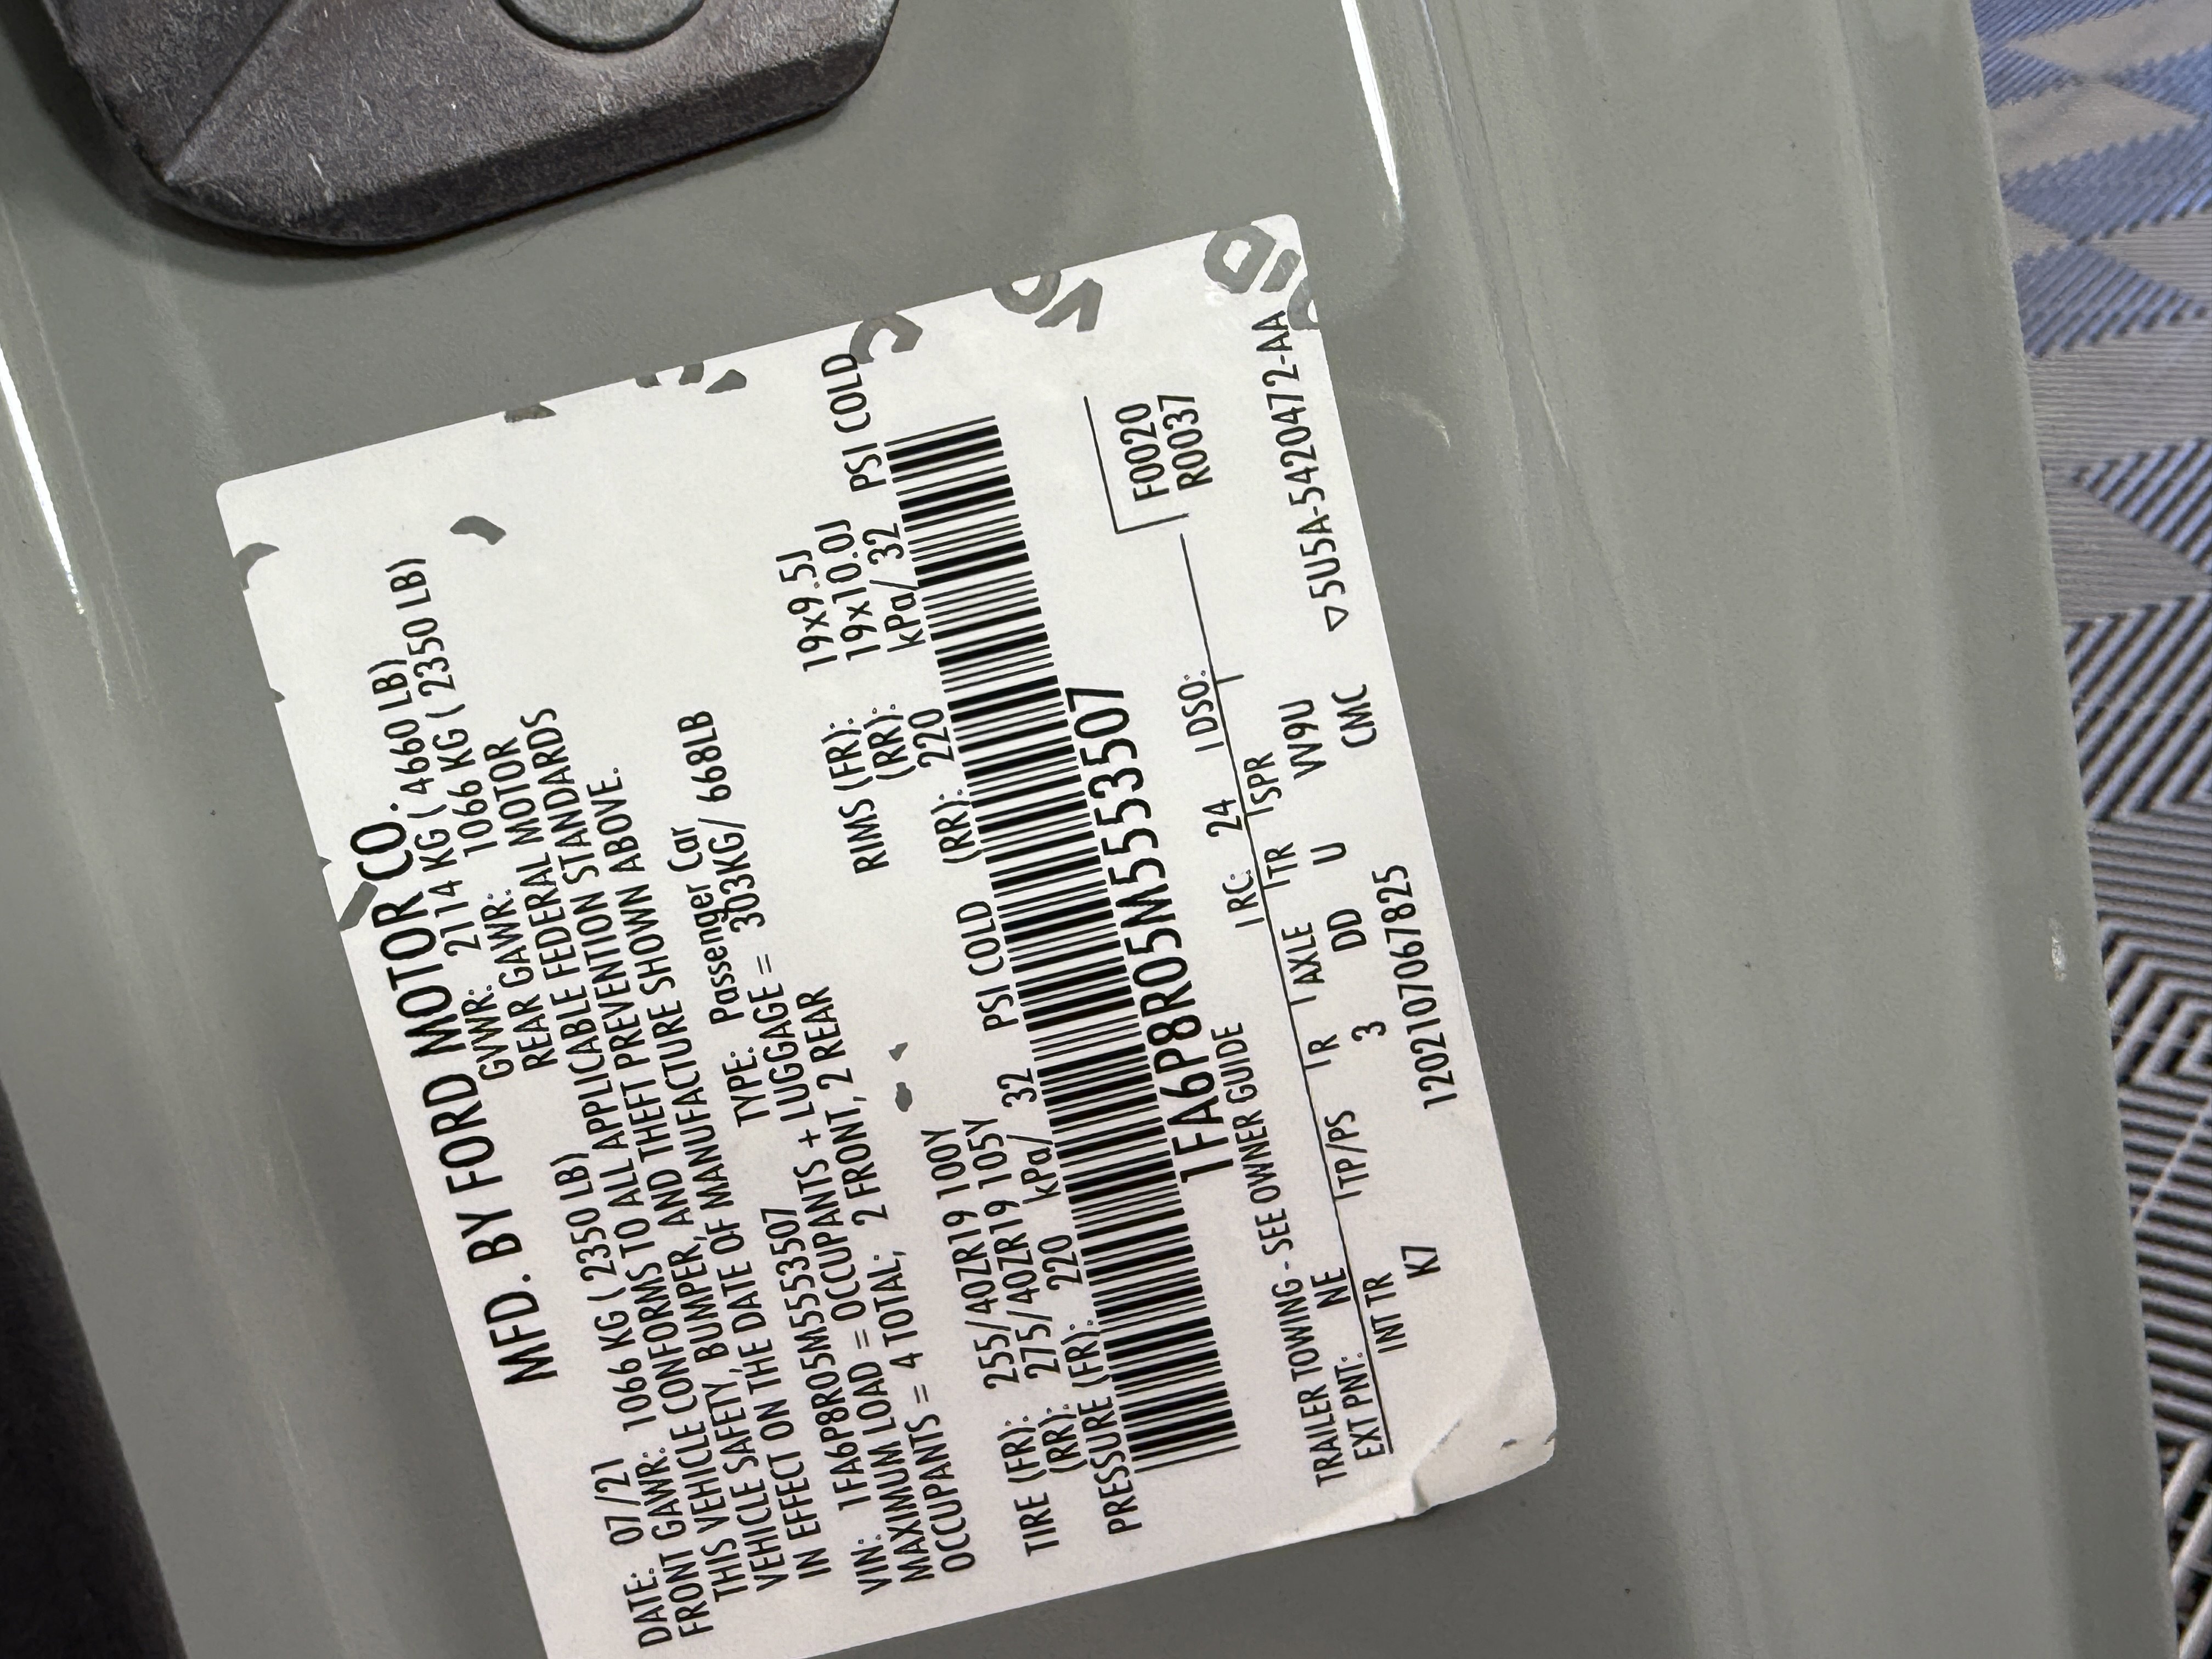 MFD. BY FORD MOTOR CO.
DATE: 07/21 GVWR: 2114 KG ( 4660 LB)
FRONT GAWR: 1066 KG ( 2350 LB) REAR GAWR: 1066 KG ( 2350 LB)
THIS VEHICLE CONFORMS TO ALL APPLICABLE FEDERAL MOTOR
VEHICLE SAFETY, BUMPER, AND THEFT PREVENTION STANDARDS
IN EFFECT ON THE DATE OF MANUFACTURE SHOWN ABOVE.
VIN: 1FA6P8R05M5553507 TYPE: Passenger Car
MAXIMUM LOAD = OCCUPANTS + LUGGAGE = 303KG/ 668LB
OCCUPANTS = 4 TOTAL; 2 FRONT, 2 REAR
TIRE (FR): 255/40ZR19 100Y RIMS (FR): 19x9.5J
(RR): 275/40ZR19 105Y (RR): 19x10.0J
PRESSURE (FR): 220 kPa/ 32 PSI COLD (RR): 220 kPa/ 32 PSI COLD
1FA6P8R05M5553507
TRAILER TOWING - SEE OWNER GUIDE
F0020
R0037
EXT PNT: NE RC: 24 DSO:
INT TR TP/PS R AXLE TR SPR
K7 3 DD U VV9U
12021070678​25 CMC ▽5U5A-5420472-AA
VO